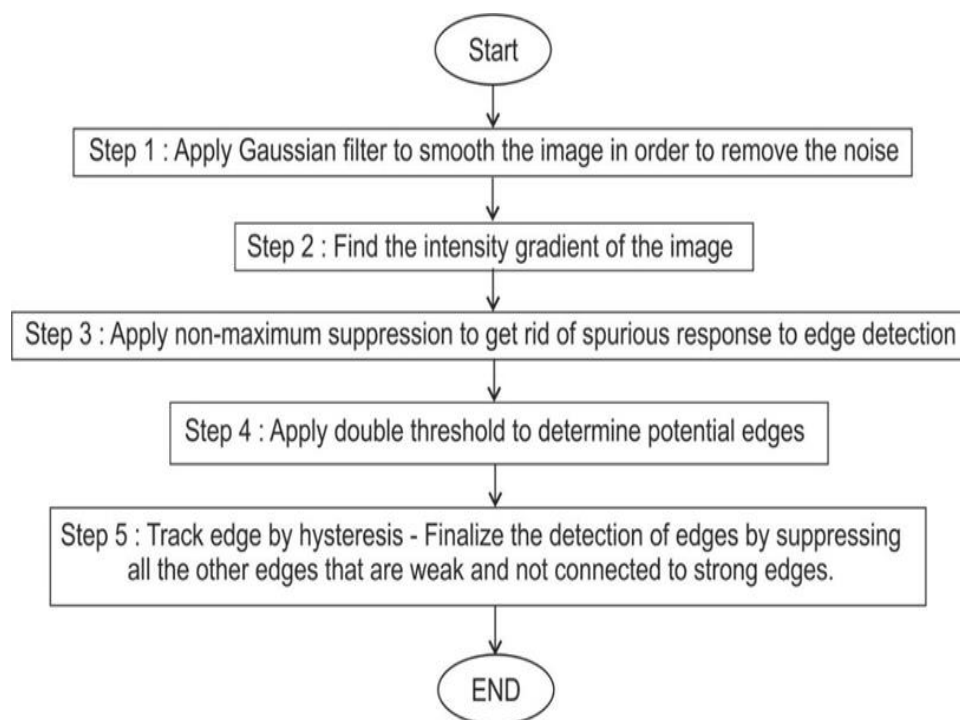 Start
Step 1 : Apply Gaussian filter to smooth the image in order to remove the noise
Step 2 : Find the intensity gradient of the image
Step 3 : Apply non-maximum suppression to get rid of spurious response to edge detection
Step 4 : Apply double threshold to determine potential edges
Step 5 : Track edge by hysteresis - Finalize the detection of edges by suppressing
all the other edges that are weak and not connected to strong edges.
END